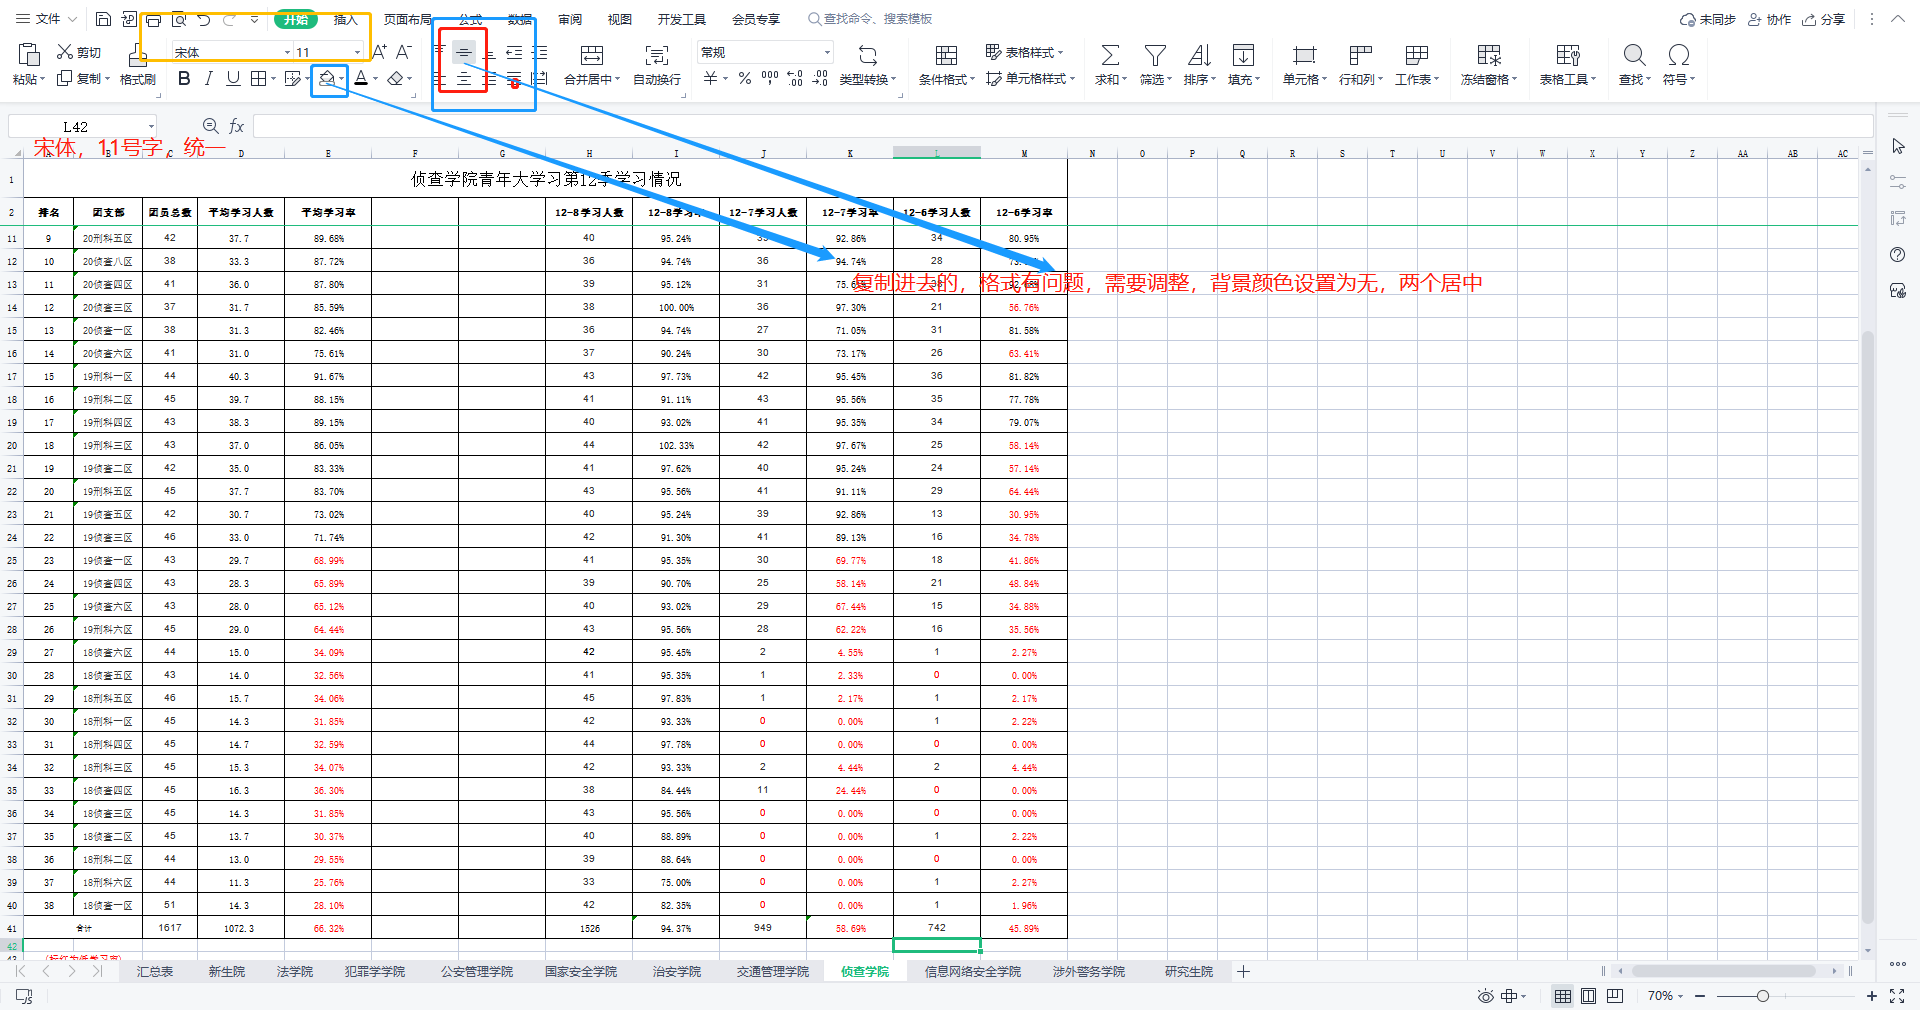 文件 开始 插入 页面布局 公式 数据 审阅 视图 开发工具 会员专享 查找命令、搜索模板 未同步 协作 分享
粘贴 剪切 复制 格式刷 宋体 11 合并居中 自动换行 常规 类型转换 条件格式 表格样式 单元格样式 求和 筛选 排序 填充 单元格 行和列 工作表 冻结窗格 表格工具 查找 符号
L42 fx
宋体，11号字，统一
A B C D E F G H I J K L M N O P Q R S T U V W X Y Z AA AB AC
1 侦查学院青年大学习第12季学习情况
2 排名 团支部 团员总数 平均学习人数 平均学习率 12-8学习人数 12-8学习率 12-7学习人数 12-7学习率 12-6学习人数 12-6学习率
11 9 20刑科五区 42 37.7 89.68% 40 95.24% 92.86% 34 80.95%
12 10 20侦查八区 38 33.3 87.72% 36 94.74% 36 94.74% 28
13 11 20侦查四区 41 36.0 87.80% 39 95.12% 31
复制进去的，格式有问题，需要调整，背景颜色设置为无，两个居中
14 12 20刑科三区 37 31.7 85.59% 38 100.00% 36 97.30% 21 56.76%
15 13 20侦查一区 38 31.3 82.46% 36 94.74% 27 71.05% 31 81.58%
16 14 20侦查六区 41 31.0 75.61% 37 90.24% 30 73.17% 26 63.41%
17 15 19刑科一区 44 40.3 91.67% 43 97.73% 42 95.45% 36 81.82%
18 16 19刑科二区 45 39.7 88.15% 41 91.11% 43 95.56% 35 77.78%
19 17 19刑科四区 43 38.3 89.15% 40 93.02% 41 95.35% 34 79.07%
20 18 19刑科三区 43 37.0 86.05% 44 102.33% 42 97.67% 25 58.14%
21 19 19侦查二区 42 35.0 83.33% 41 97.62% 40 95.24% 24 57.14%
22 20 19刑科五区 45 37.7 83.70% 43 95.56% 41 91.11% 29 64.44%
23 21 19侦查五区 42 30.7 73.02% 40 95.24% 39 92.86% 13 30.95%
24 22 19侦查三区 46 33.0 71.74% 42 91.30% 41 89.13% 16 34.78%
25 23 19侦查一区 43 29.7 68.99% 41 95.35% 30 69.77% 18 41.86%
26 24 19侦查四区 43 28.3 65.89% 39 90.70% 25 58.14% 21 48.84%
27 25 19侦查六区 43 28.0 65.12% 40 93.02% 29 67.44% 15 34.88%
28 26 19刑科六区 45 29.0 64.44% 43 95.56% 28 62.22% 16 35.56%
29 27 18侦查六区 44 15.0 34.09% 42 95.45% 2 4.55% 1 2.27%
30 28 18侦查五区 43 14.0 32.56% 41 95.35% 1 2.33% 0 0.00%
31 29 18刑科五区 46 15.7 34.06% 45 97.83% 1 2.17% 1 2.17%
32 30 18刑科一区 45 14.3 31.85% 42 93.33% 0 0.00% 1 2.22%
33 31 18刑科四区 45 14.7 32.59% 44 97.78% 0 0.00% 0 0.00%
34 32 18刑科三区 45 15.3 34.07% 42 93.33% 2 4.44% 2 4.44%
35 33 18侦查四区 45 16.3 36.30% 38 84.44% 11 24.44% 0 0.00%
36 34 18侦查三区 45 14.3 31.85% 43 95.56% 0 0.00% 0 0.00%
37 35 18侦查二区 45 13.7 30.37% 40 88.89% 0 0.00% 1 2.22%
38 36 18刑科二区 44 13.0 29.55% 39 88.64% 0 0.00% 0 0.00%
39 37 18刑科六区 44 11.3 25.76% 33 75.00% 0 0.00% 1 2.27%
40 38 18侦查一区 51 14.3 28.10% 42 82.35% 0 0.00% 1 1.96%
41 合计 1617 1072.3 66.32% 1526 94.37% 949 58.69% 742 45.89%
42
汇总表 新生院 法学院 犯罪学学院 公安管理学院 国家安全学院 治安学院 交通管理学院 侦查学院 信息网络安全学院 涉外警务学院 研究生院
70%